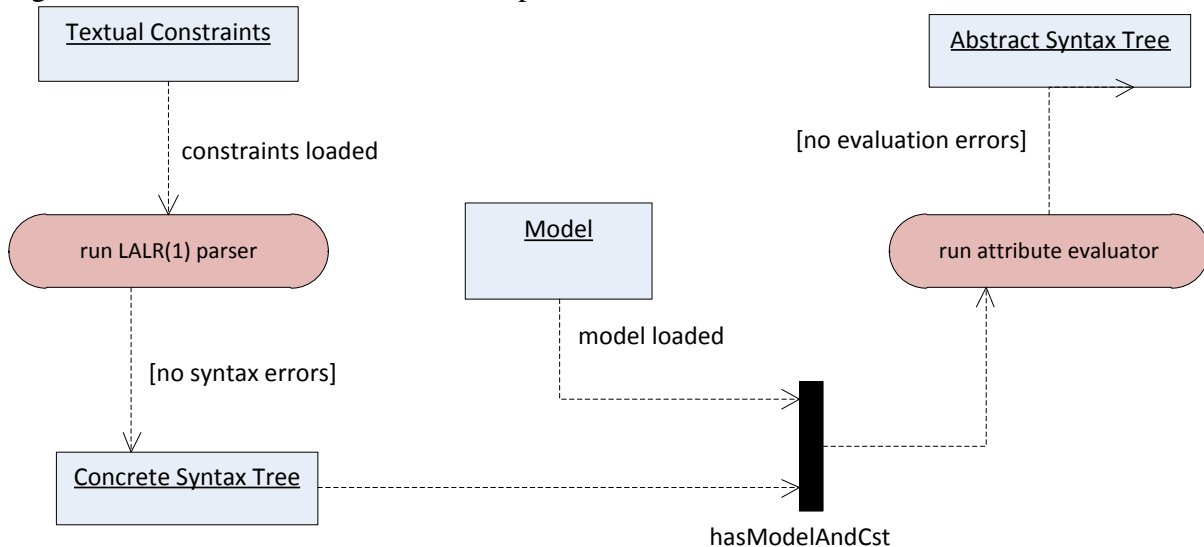 Textual Constraints
Abstract Syntax Tree
constraints loaded
[no evaluation errors]
run LALR(1) parser
Model
run attribute evaluator
model loaded
[no syntax errors]
Concrete Syntax Tree
hasModelAndCst